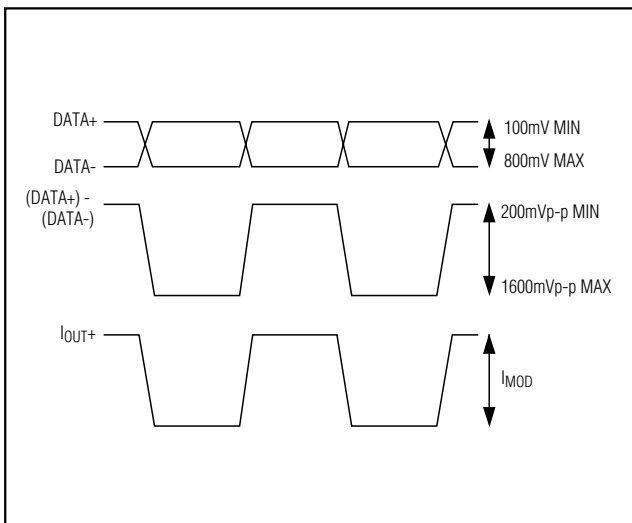 DATA+
100mV MIN
DATA-
800mV MAX
(DATA+) -
(DATA-)
200mVp-p MIN
1600mVp-p MAX
IOUT+
IMOD